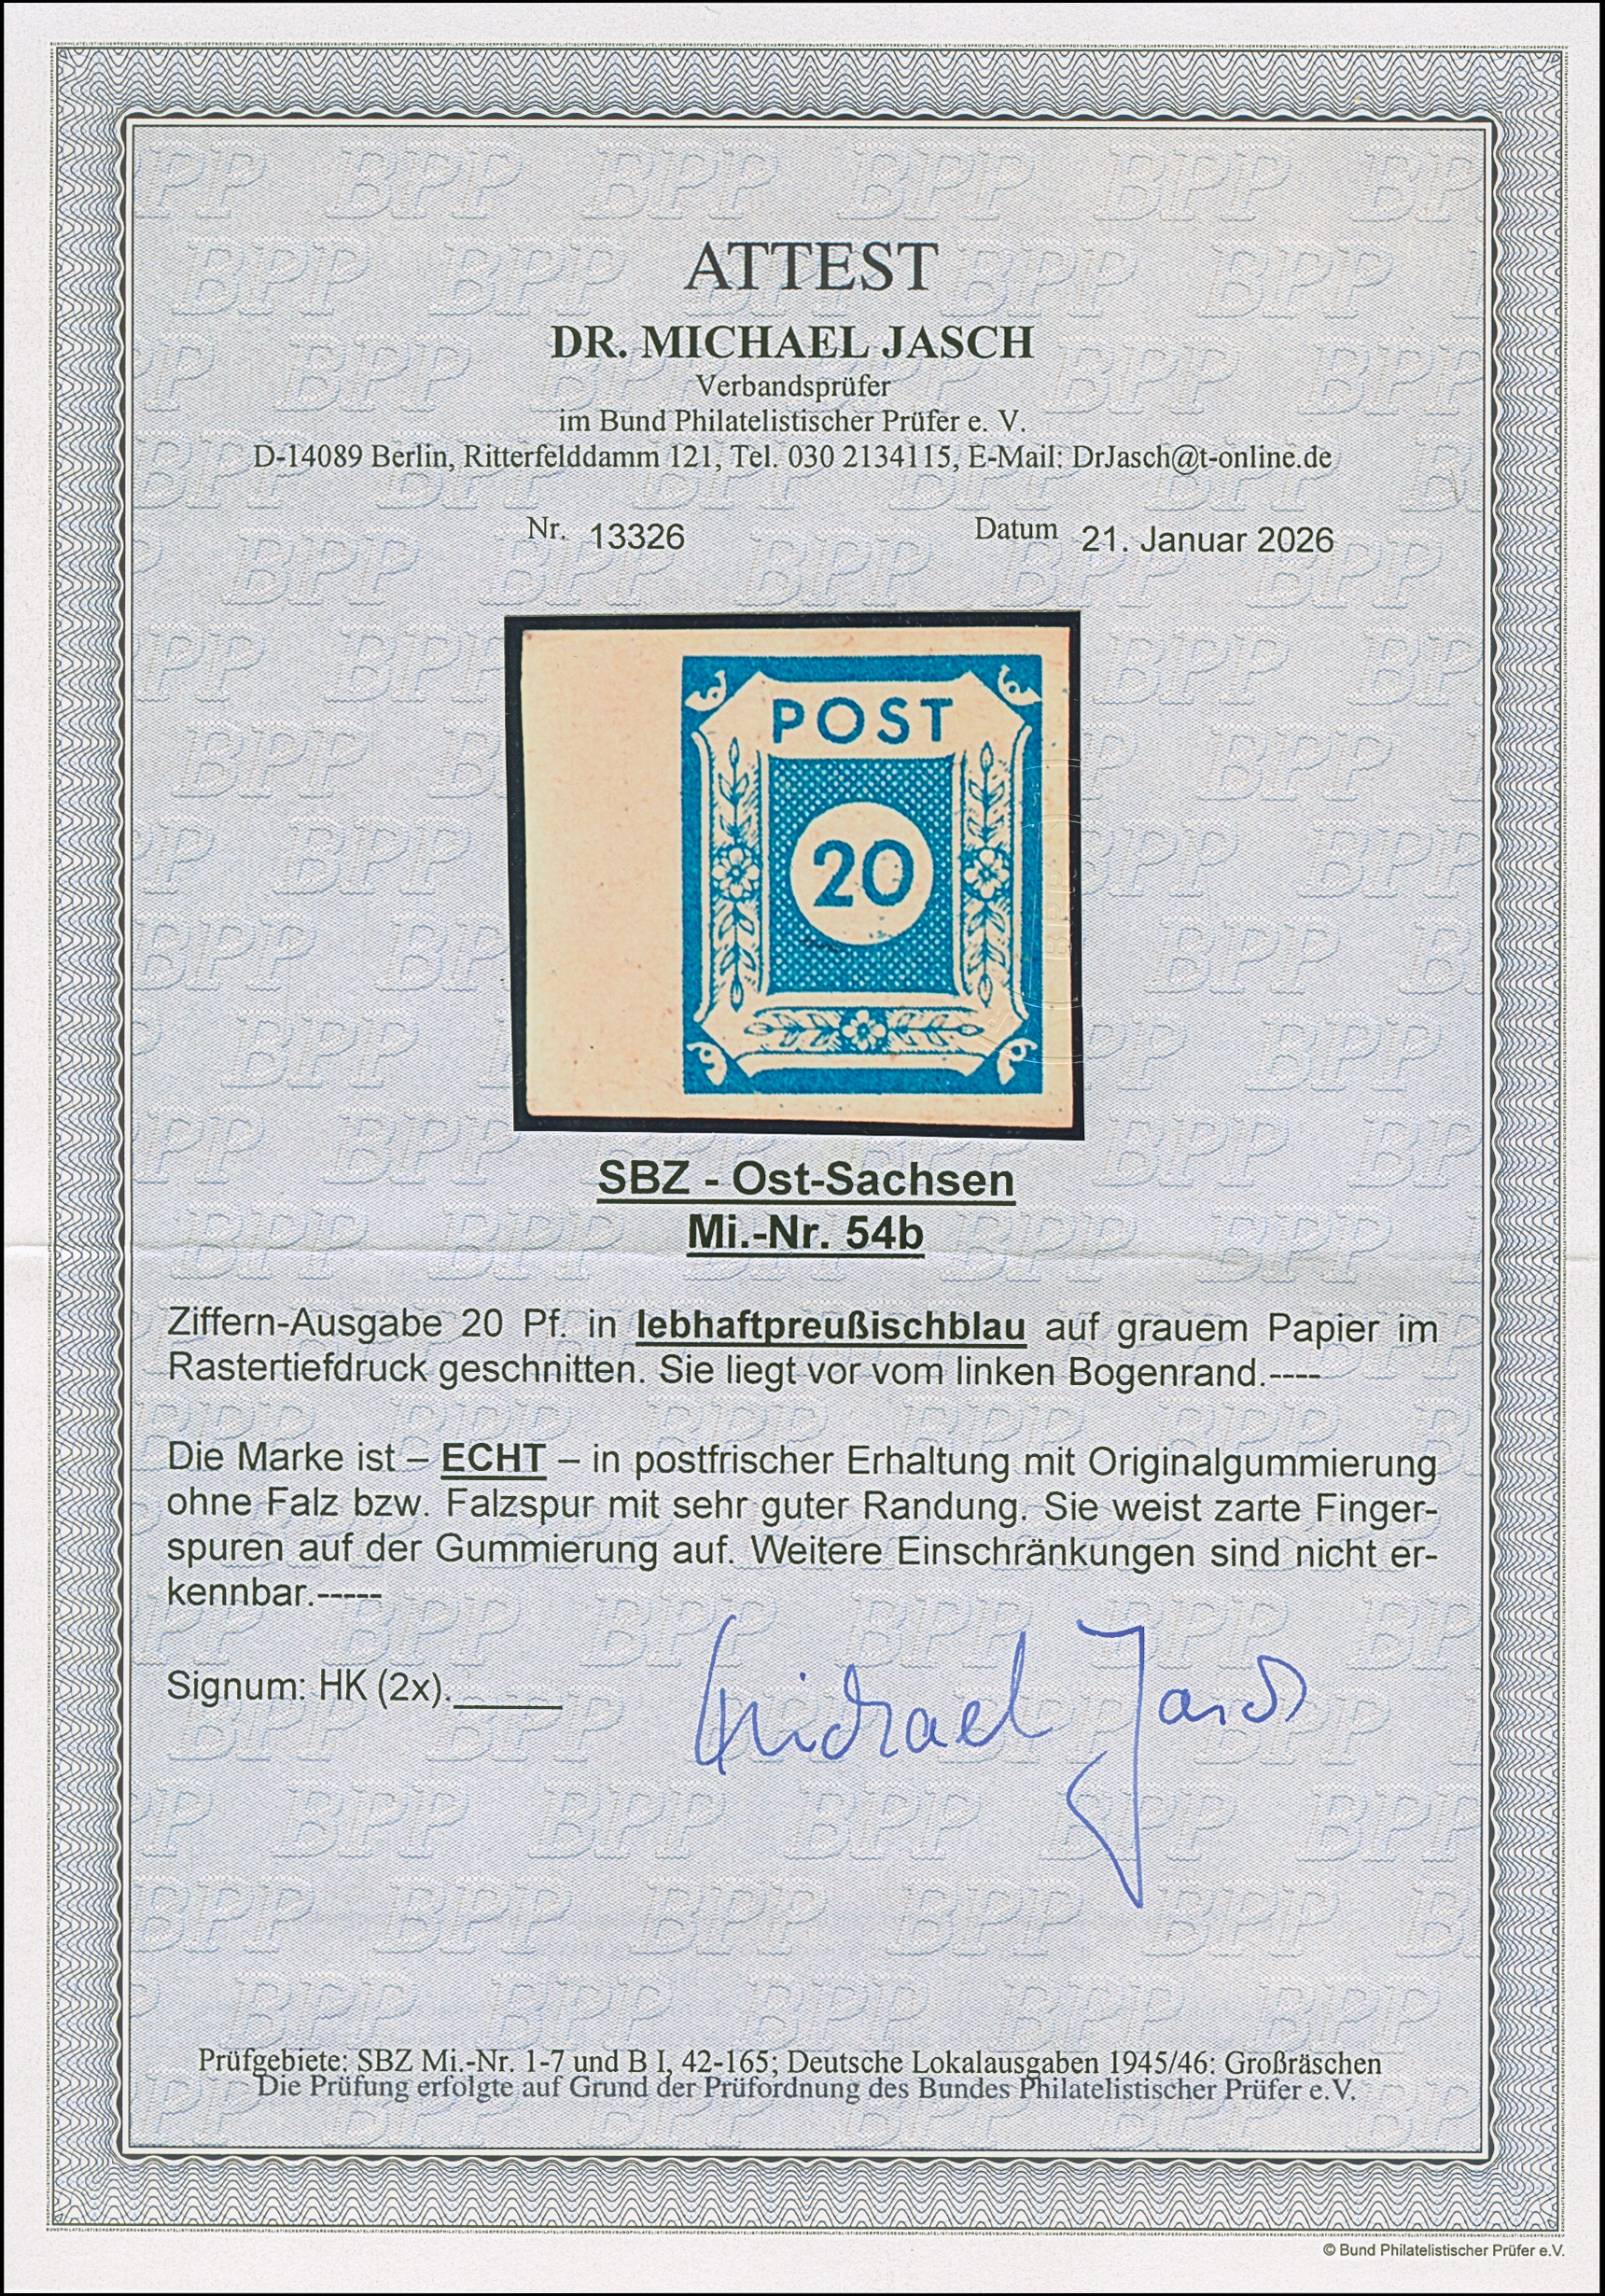 ATTEST
DR. MICHAEL JASCH
Verbandsprüfer
im Bund Philatelistischer Prüfer e. V.
D-14089 Berlin, Ritterfelddamm 121, Tel. 030 2134115, E-Mail: DrJasch@t-online.de
Nr. 13326 Datum 21. Januar 2026
POST
20
SBZ - Ost-Sachsen
Mi.-Nr. 54b
Ziffern-Ausgabe 20 Pf. in lebhaftpreußischblau auf grauem Papier im
Rastertiefdruck geschnitten. Sie liegt vor vom linken Bogenrand.----
Die Marke ist – ECHT – in postfrischer Erhaltung mit Originalgummierung
ohne Falz bzw. Falzspur mit sehr guter Randung. Sie weist zarte Finger-
spuren auf der Gummierung auf. Weitere Einschränkungen sind nicht er-
kennbar.-----
Signum: HK (2x).
Michael Jasch
Prüfgebiete: SBZ Mi.-Nr. 1-7 und B I, 42-165; Deutsche Lokalausgaben 1945/46: Großräschen
Die Prüfung erfolgte auf Grund der Prüfordnung des Bundes Philatelistischer Prüfer e.V.
© Bund Philatelistischer Prüfer e.V.